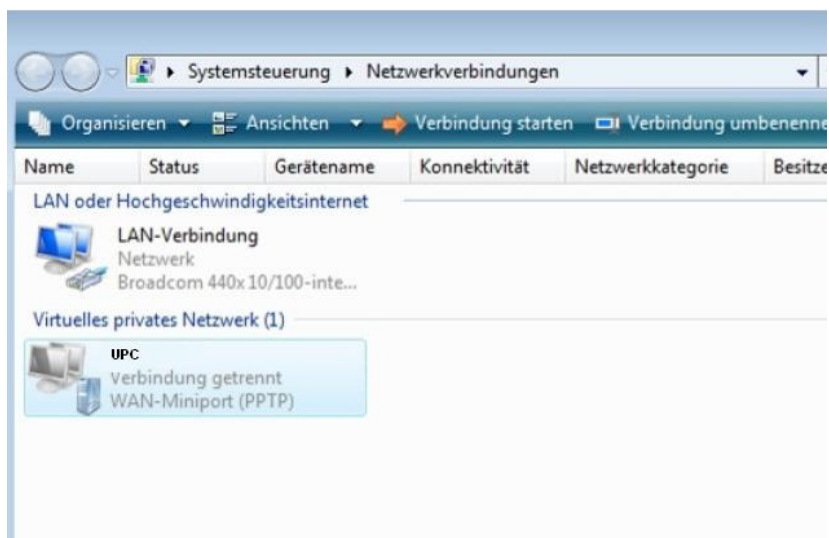 Systemsteuerung Netzwerkverbindungen
Organisieren Ansichten Verbindung starten Verbindung umbenenne
Name Status Gerätename Konnektivität Netzwerkkategorie Besitze
LAN oder Hochgeschwindigkeitsinternet
LAN-Verbindung
Netzwerk
Broadcom 440x 10/100-inte...
Virtuelles privates Netzwerk (1)
UPC
Verbindung getrennt
WAN-Miniport (PPTP)